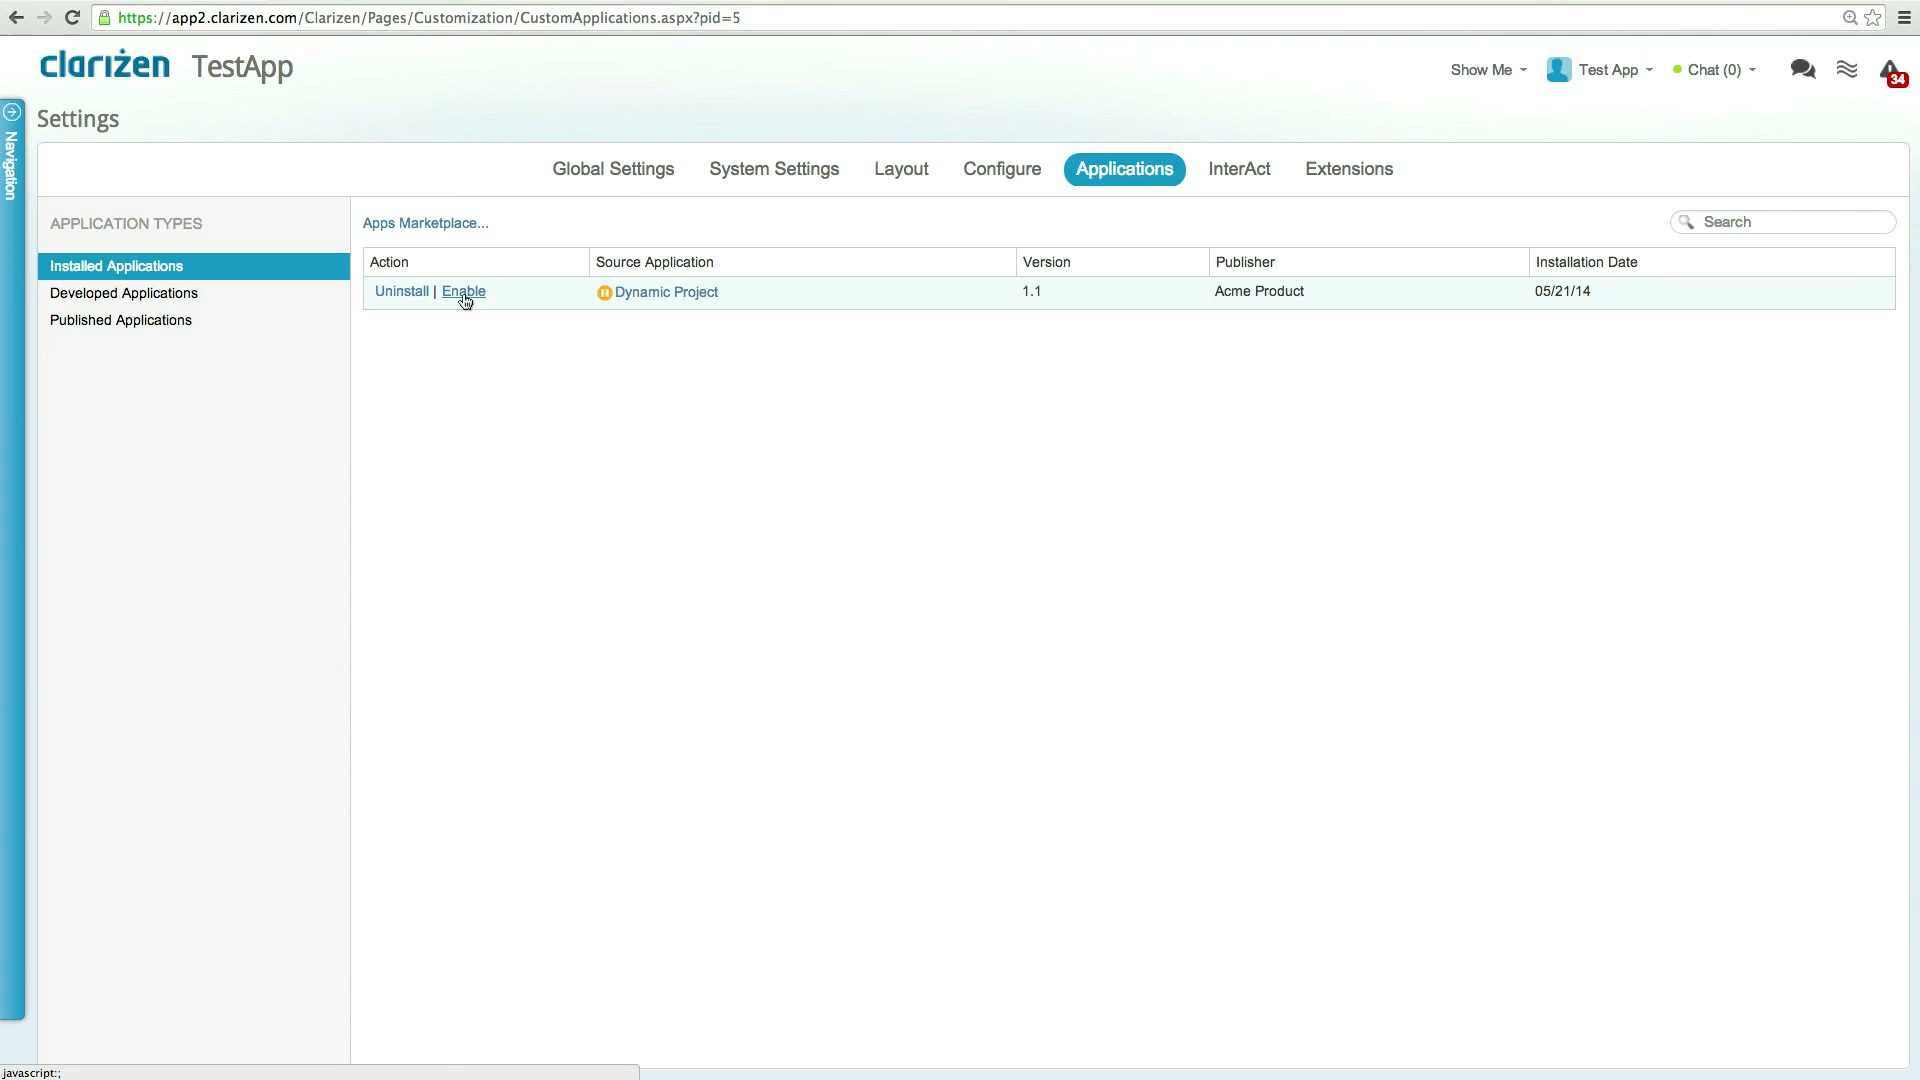 https://app2.clarizen.com/Clarizen/Pages/Customization/CustomApplications.aspx?pid=5
clarizen TestApp
Show Me Test App Chat (0) 34
Navigation
Settings
Global Settings System Settings Layout Configure Applications InterAct Extensions
APPLICATION TYPES
Installed Applications
Developed Applications
Published Applications
Apps Marketplace...
Search
Action Source Application Version Publisher Installation Date
Uninstall | Enable Dynamic Project 1.1 Acme Product 05/21/14
javascript:;